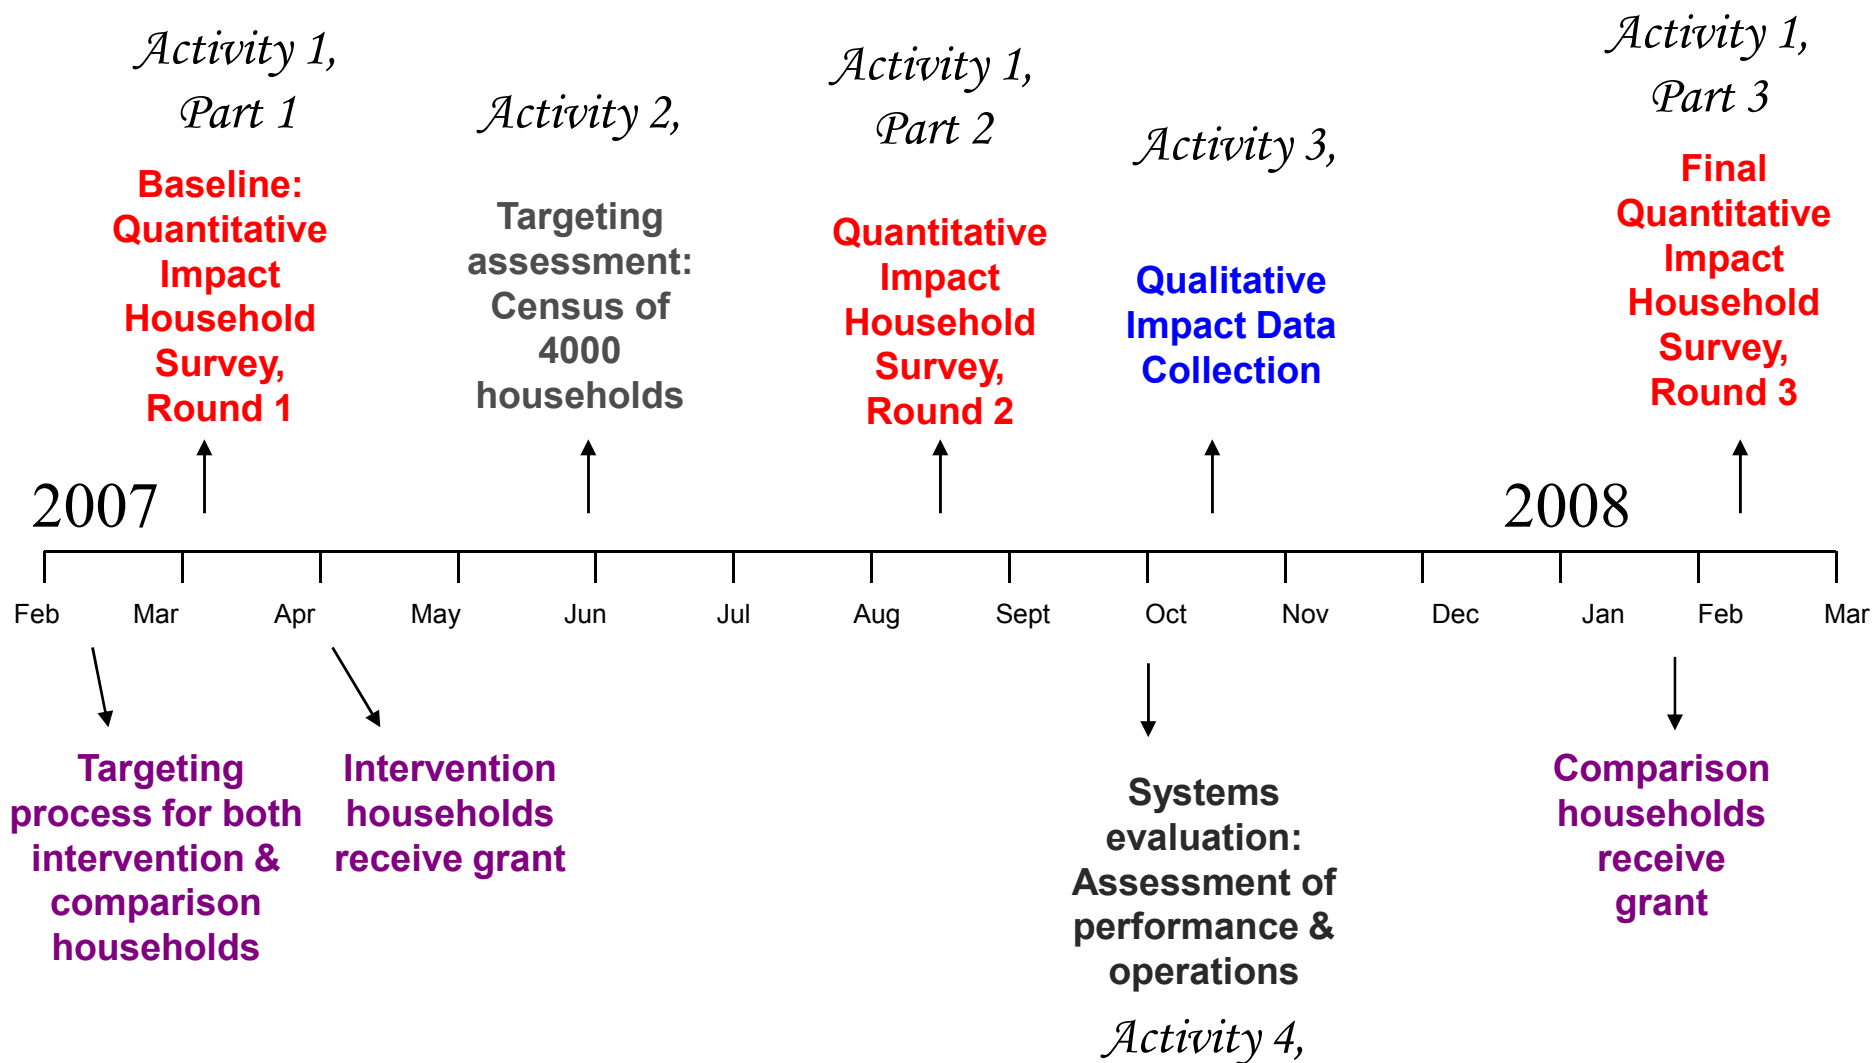 Activity 1,
Part 1
Baseline:
Quantitative
Impact
Household
Survey,
Round 1
Activity 2,
Targeting
assessment:
Census of
4000
households
Activity 1,
Part 2
Quantitative
Impact
Household
Survey,
Round 2
Activity 3,
Qualitative
Impact Data
Collection
Activity 1,
Part 3
Final
Quantitative
Impact
Household
Survey,
Round 3
2007
2008
Feb Mar Apr May Jun Jul Aug Sept Oct Nov Dec Jan Feb Mar
Targeting
process for both
intervention &
comparison
households
Intervention
households
receive grant
Systems
evaluation:
Assessment of
performance &
operations
Activity 4,
Comparison
households
receive
grant